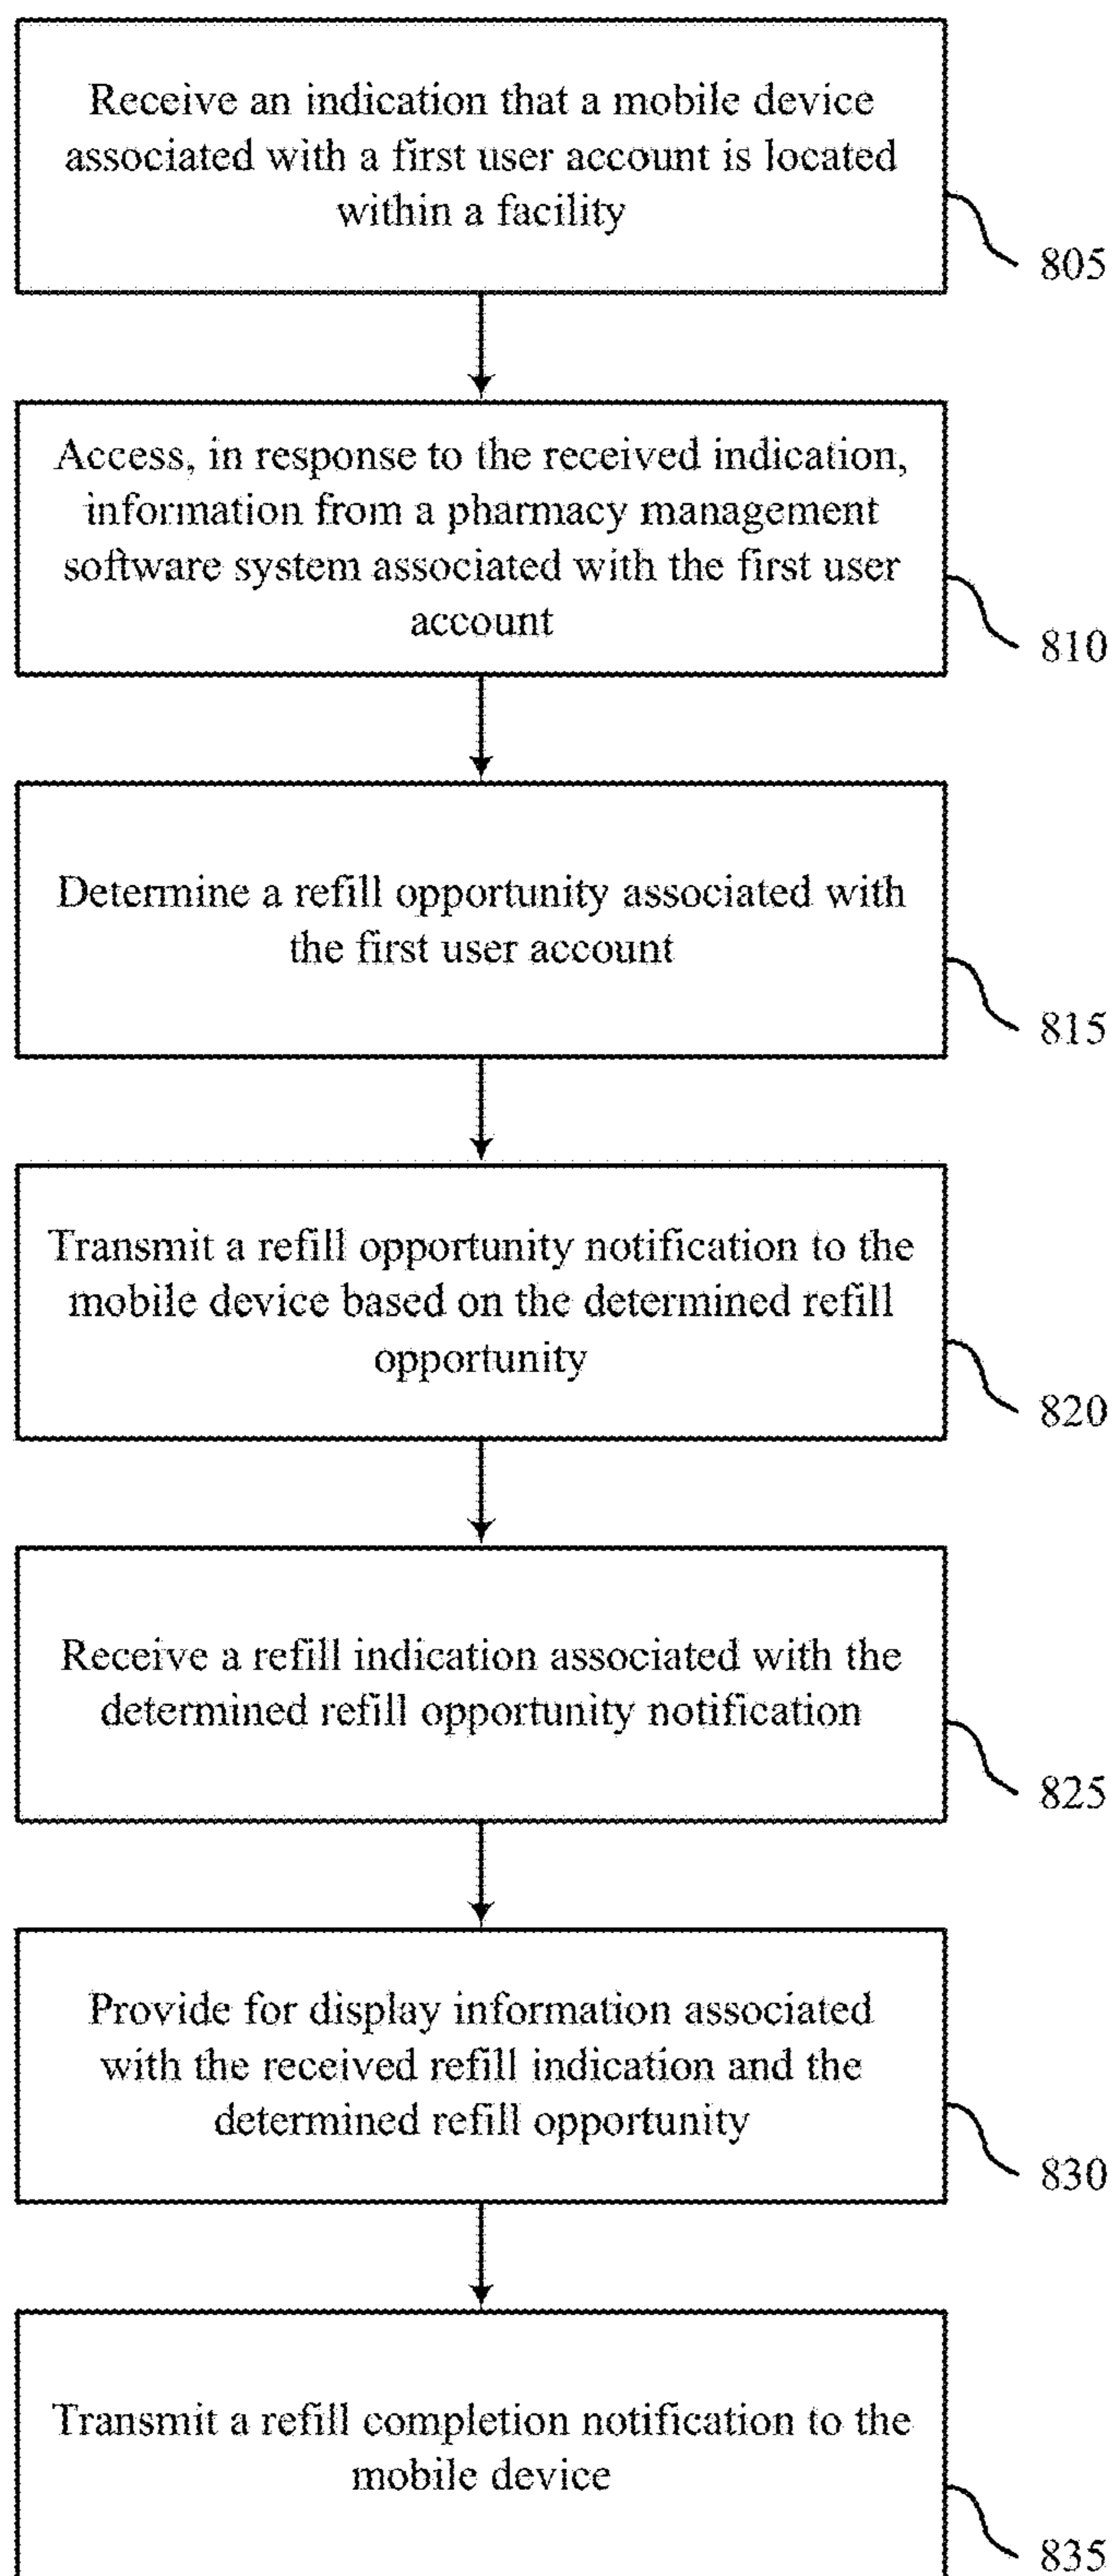 Receive an indication that a mobile device
associated with a first user account is located
within a facility
805
Access, in response to the received indication,
information from a pharmacy management
software system associated with the first user
account
810
Determine a refill opportunity associated with
the first user account
815
Transmit a refill opportunity notification to the
mobile device based on the determined refill
opportunity
820
Receive a refill indication associated with the
determined refill opportunity notification
825
Provide for display information associated
with the received refill indication and the
determined refill opportunity
830
Transmit a refill completion notification to the
mobile device
835